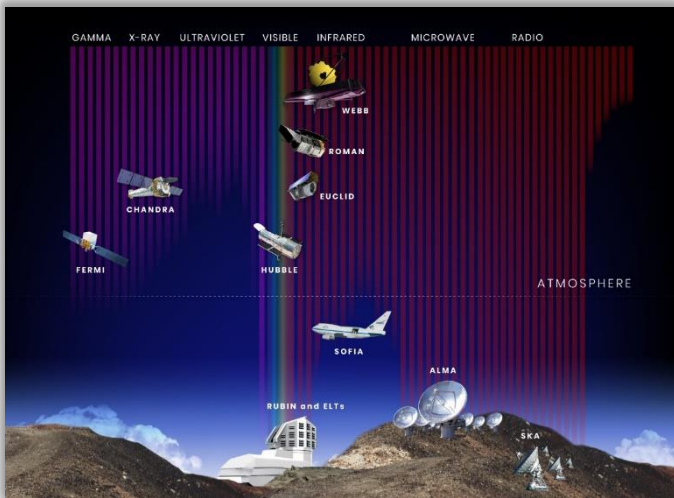 GAMMA X-RAY ULTRAVIOLET VISIBLE INFRARED MICROWAVE RADIO
WEBB
ROMAN
EUCLID
CHANDRA
FERMI
HUBBLE
ATMOSPHERE
SOFIA
ALMA
RUBIN and ELTs
SKA